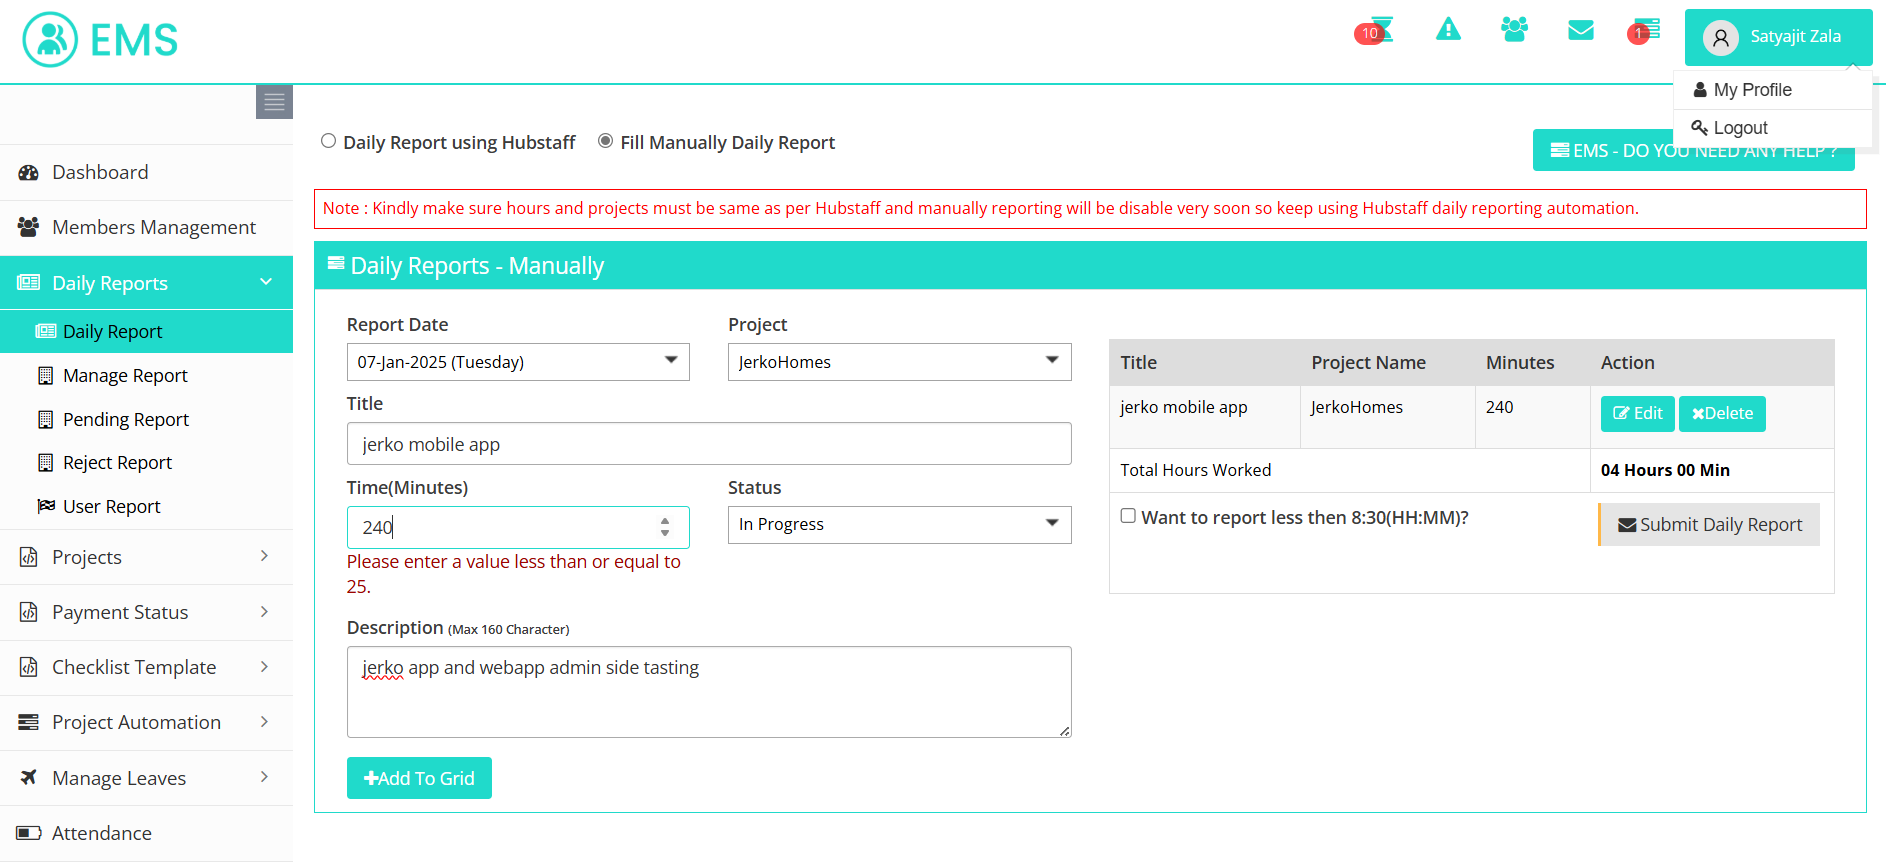 EMS
10
1
Satyajit Zala
My Profile
Logout
Daily Report using Hubstaff
Fill Manually Daily Report
EMS - DO YOU NEED ANY HELP ?
Note : Kindly make sure hours and projects must be same as per Hubstaff and manually reporting will be disable very soon so keep using Hubstaff daily reporting automation.
Dashboard
Members Management
Daily Reports
Daily Report
Manage Report
Pending Report
Reject Report
User Report
Projects
Payment Status
Checklist Template
Project Automation
Manage Leaves
Attendance
Daily Reports - Manually
Report Date
Project
07-Jan-2025 (Tuesday)
JerkoHomes
Title
jerko mobile app
Time(Minutes)
Status
240
In Progress
Please enter a value less than or equal to
25.
Description (Max 160 Character)
jerko app and webapp admin side tasting
Add To Grid
Title Project Name Minutes Action
jerko mobile app JerkoHomes 240 Edit Delete
Total Hours Worked 04 Hours 00 Min
Want to report less then 8:30(HH:MM)?
Submit Daily Report